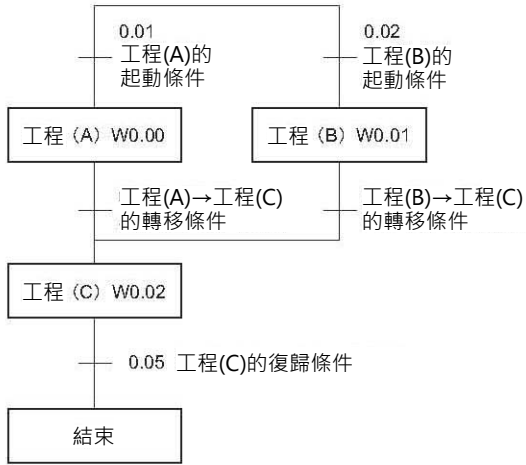 0.01
工程(A)的
起動條件
0.02
工程(B)的
起動條件
工程（A）W0.00
工程（B）W0.01
工程(A)→工程(C)
的轉移條件
工程(B)→工程(C)
的轉移條件
工程（C）W0.02
0.05 工程(C)的復歸條件
結束